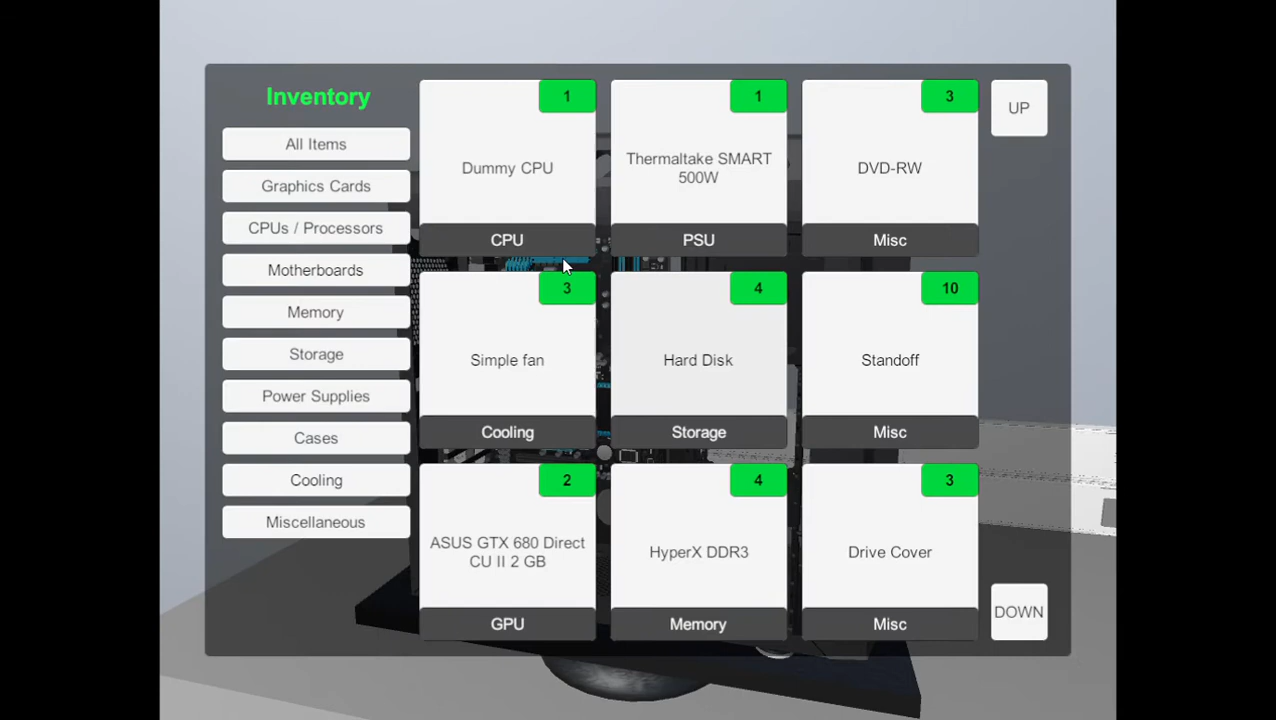 Inventory
All Items
Graphics Cards
CPUs / Processors
Motherboards
Memory
Storage
Power Supplies
Cases
Cooling
Miscellaneous
1
Dummy CPU
CPU
1
Thermaltake SMART
500W
PSU
3
DVD-RW
Misc
3
Simple fan
Cooling
4
Hard Disk
Storage
10
Standoff
Misc
2
ASUS GTX 680 Direct
CU II 2 GB
GPU
4
HyperX DDR3
Memory
3
Drive Cover
Misc
UP
DOWN